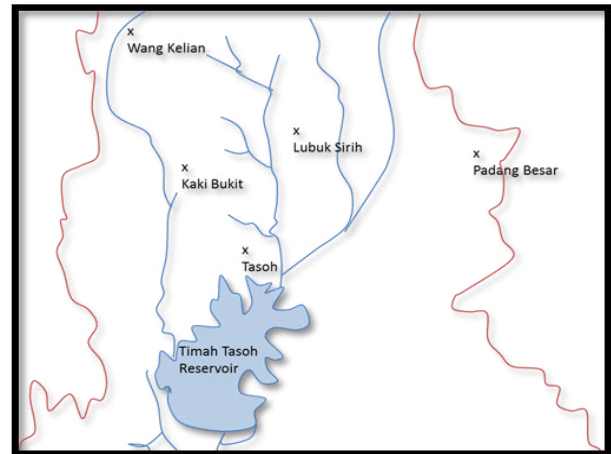 x
Wang Kelian
x
Lubuk Sirih
x
Padang Besar
x
Kaki Bukit
x
Tasoh
Timah Tasoh
Reservoir